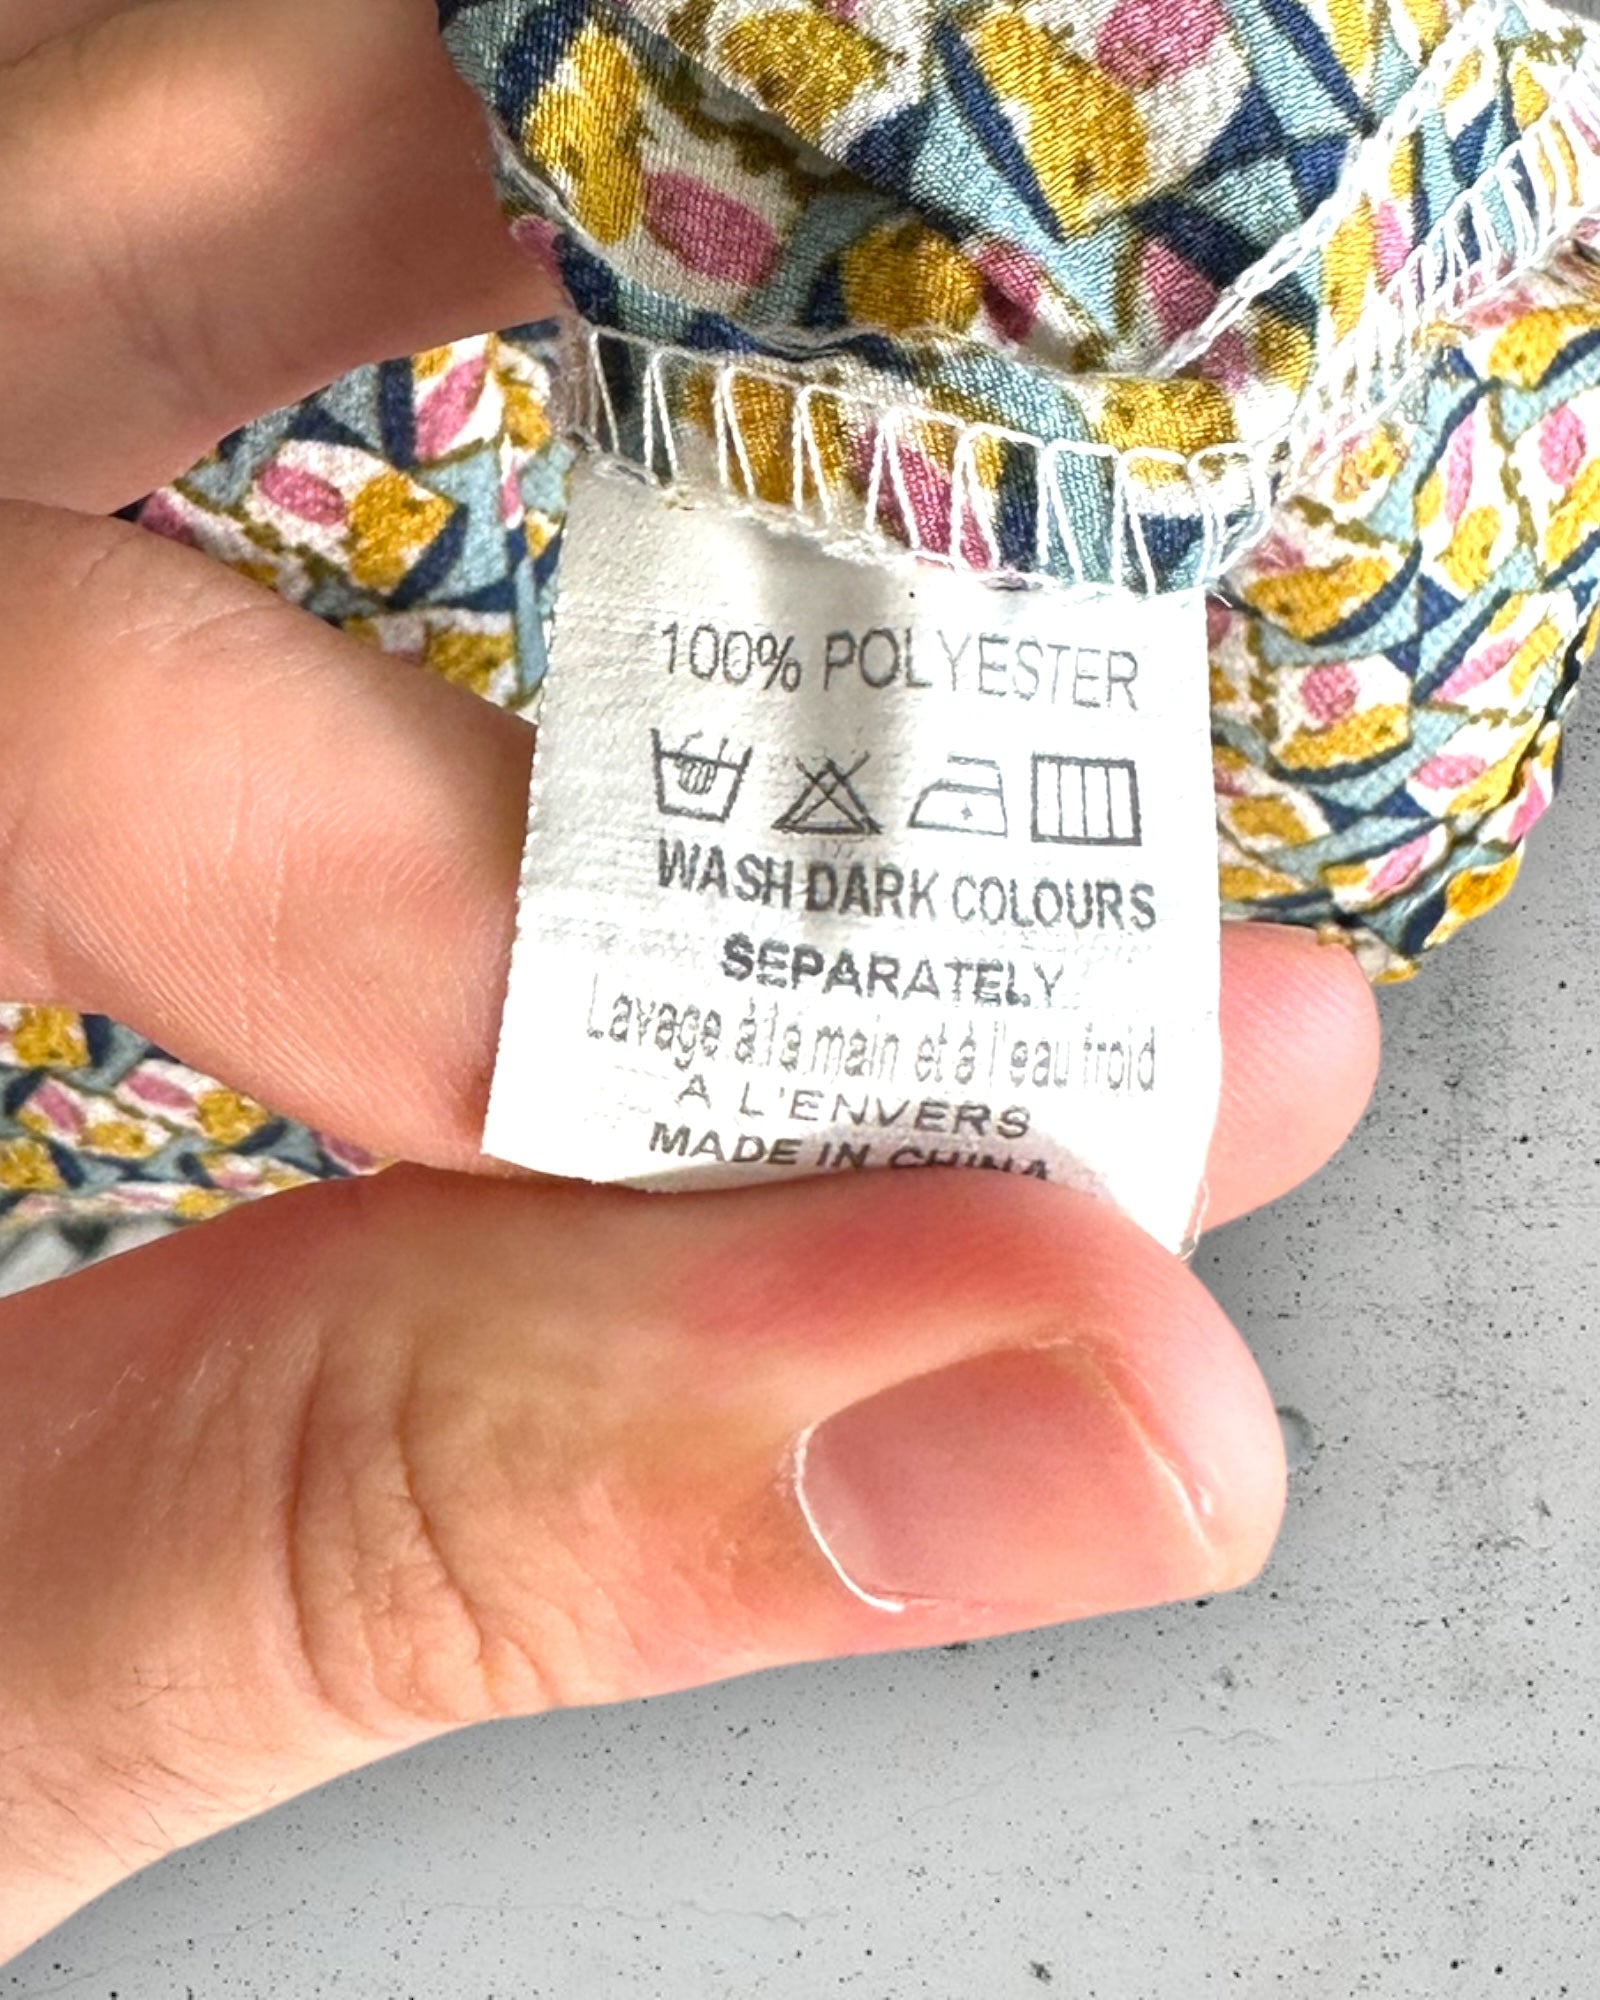 100% POLYESTER
WASH DARK COLOURS
SEPARATELY
Lavage à la main et à l'eau froid
A L'ENVERS
MADE IN CHINA